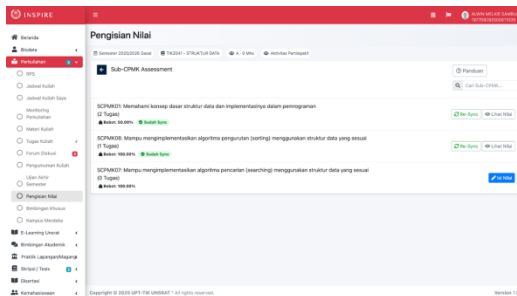 INSPIRE
Beranda
Biodata
Perkuliahan
RPS
Jadwal Kuliah
Jadwal Kuliah Saya
Monitoring
Perkuliahan
Materi Kuliah
Tugas Kuliah
Forum Diskusi
Pengumuman Kuliah
Ujian Akhir
Semester
Pengisian Nilai
Bimbingan Khusus
Kampus Merdeka
E-Learning Unsrat
Bimbingan Akademik
Praktik Lapangan/Magang
Skripsi / Tesis
Disertasi
Kemahasiswaan
Pengisian Nilai
Semester 2025/2026 Gasal
TIK2041 - STRUKTUR DATA
A - 0 Mhs
Aktivitas Partisipatif
Sub-CPMK Assessment
Panduan
Cari Sub-CPMK...
SCPMK01: Memahami konsep dasar struktur data dan implementasinya dalam pemrograman
(2 Tugas)
Bobot: 50.00% Sudah Sync
Re-Sync Lihat Nilai
SCPMK06: Mampu mengimplementasikan algoritma pengurutan (sorting) menggunakan struktur data yang sesuai
(1 Tugas)
Bobot: 100.00% Sudah Sync
Re-Sync Lihat Nilai
SCPMK07: Mampu mengimplementasikan algoritma pencarian (searching) menggunakan struktur data yang sesuai
(0 Tugas)
Bobot: 100.00%
Isi Nilai
Copyright © 2025 UPT-TIK UNSRAT * All rights reserved.
Version